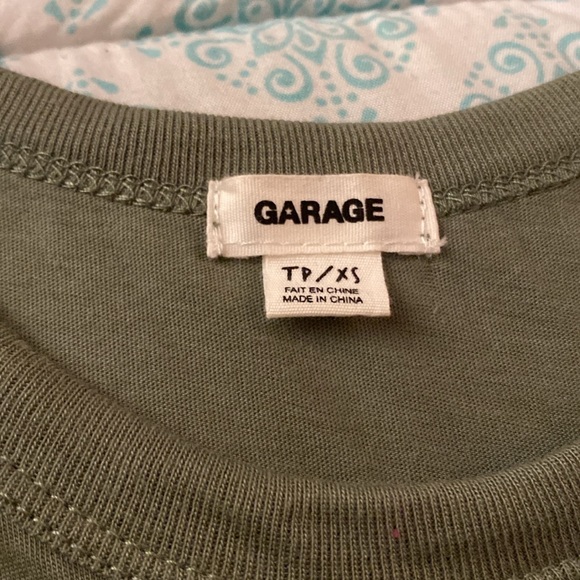 GARAGE
TP/XS
FAIT EN CHINE
MADE IN CHINA